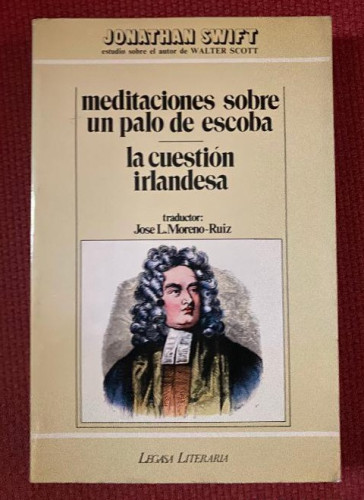 JONATHAN SWIFT
estudio sobre el autor de WALTER SCOTT
meditaciones sobre
un palo de escoba
la cuestión
irlandesa
traductor:
Jose L. Moreno-Ruiz
LEGASA LITERARIA